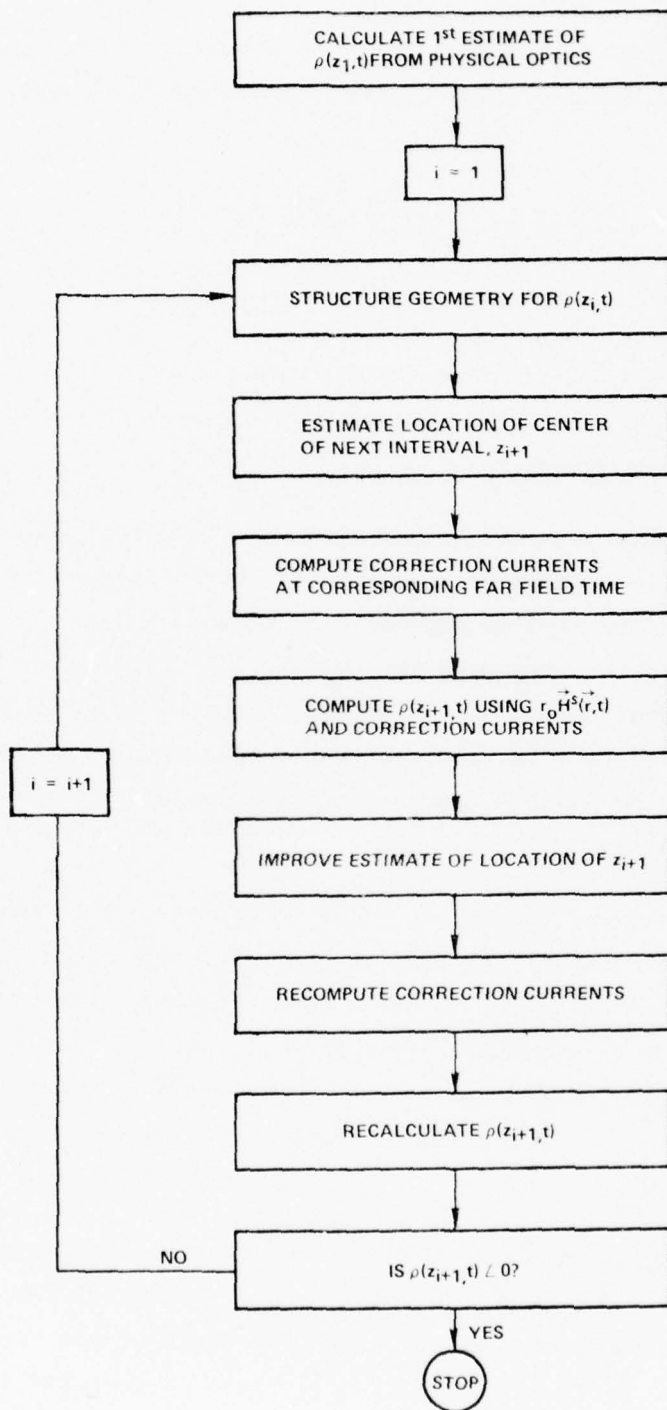 CALCULATE 1st ESTIMATE OF
ρ(z₁,t) FROM PHYSICAL OPTICS
i = 1
STRUCTURE GEOMETRY FOR ρ(zᵢ,t)
ESTIMATE LOCATION OF CENTER
OF NEXT INTERVAL, zᵢ₊₁
COMPUTE CORRECTION CURRENTS
AT CORRESPONDING FAR FIELD TIME
COMPUTE ρ(zᵢ₊₁,t) USING r₀H⃗ˢ(r⃗,t)
AND CORRECTION CURRENTS
i = i+1
IMPROVE ESTIMATE OF LOCATION OF zᵢ₊₁
RECOMPUTE CORRECTION CURRENTS
RECALCULATE ρ(zᵢ₊₁,t)
NO
IS ρ(zᵢ₊₁,t) ∠ 0?
YES
STOP